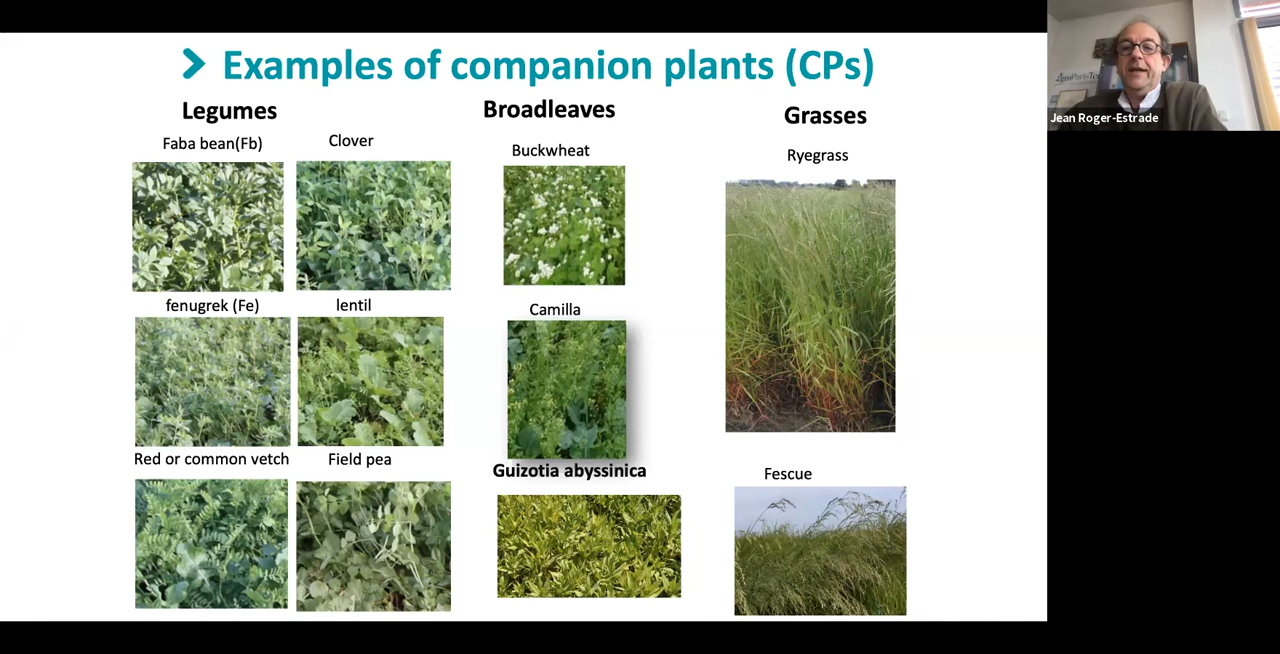 Examples of companion plants (CPs)
Legumes
Broadleaves
Grasses
Faba bean(Fb)
Clover
Buckwheat
Ryegrass
fenugrek (Fe)
lentil
Camilla
Red or common vetch
Field pea
Guizotia abyssinica
Fescue
AgroParisTe
Jean Roger-Estrade